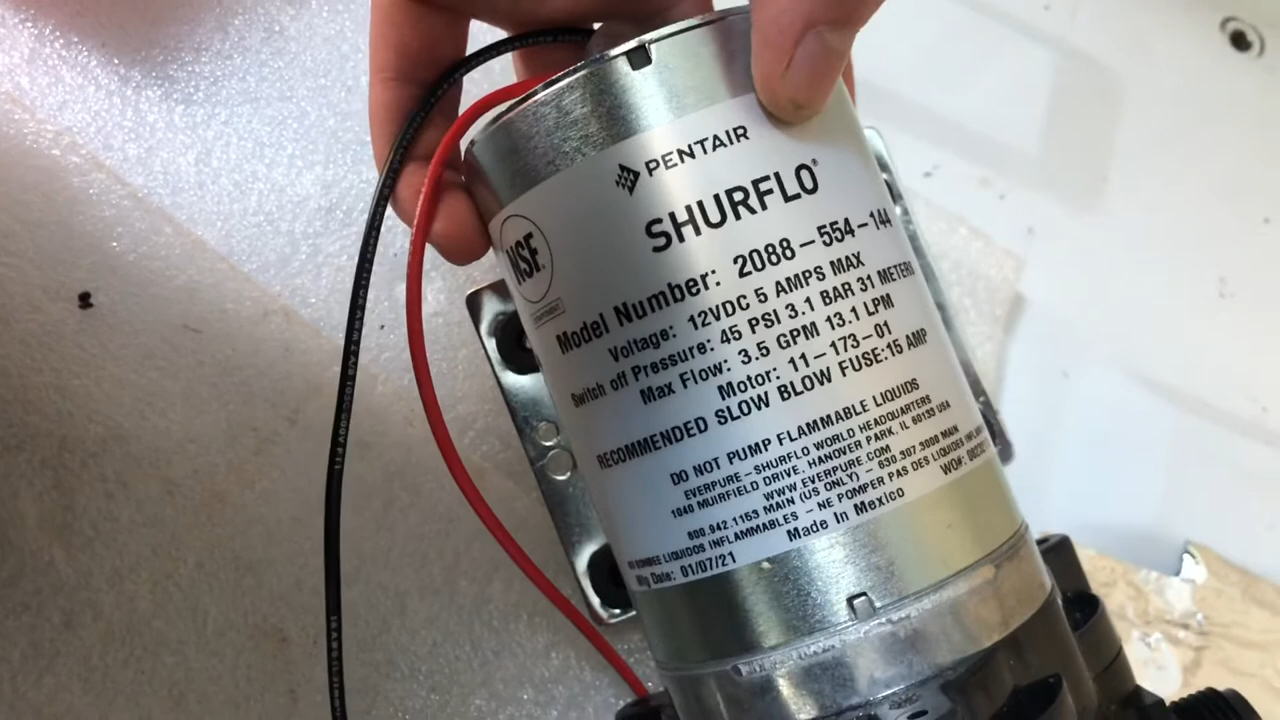 PENTAIR
SHURFLO®
NSF.
COMPONENT
Model Number: 2088-554-144
Voltage: 12VDC 5 AMPS MAX
Switch off Pressure: 45 PSI 3.1 BAR 31 METERS
Max Flow: 3.5 GPM 13.1 LPM
Motor: 11-173-01
RECOMMENDED SLOW BLOW FUSE:15 AMP
DO NOT PUMP FLAMMABLE LIQUIDS
EVERPURE-SHURFLO WORLD HEADQUARTERS
1040 MUIRFIELD DRIVE, HANOVER PARK, IL 60133 USA
WWW.EVERPURE.COM
800.942.1153 MAIN (US ONLY) - 630.307.3000 MAIN
BOMBEE LIQUIDOS INFLAMMABLES - NE POMPER PAS DES LIQUIDES
Made In Mexico
WO#:
Mfg Date: 01/07/21